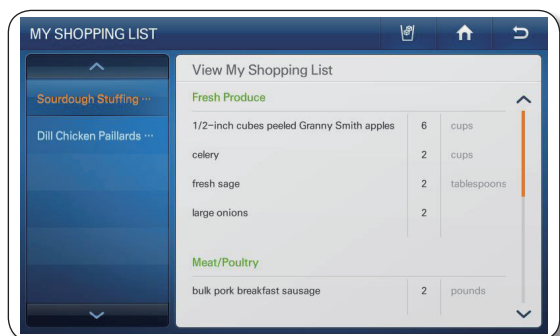 MY SHOPPING LIST
Sourdough Stuffing ···
Dill Chicken Paillards ···
View My Shopping List
Fresh Produce
1/2-inch cubes peeled Granny Smith apples 6 cups
celery 2 cups
fresh sage 2 tablespoons
large onions 2
Meat/Poultry
bulk pork breakfast sausage 2 pounds